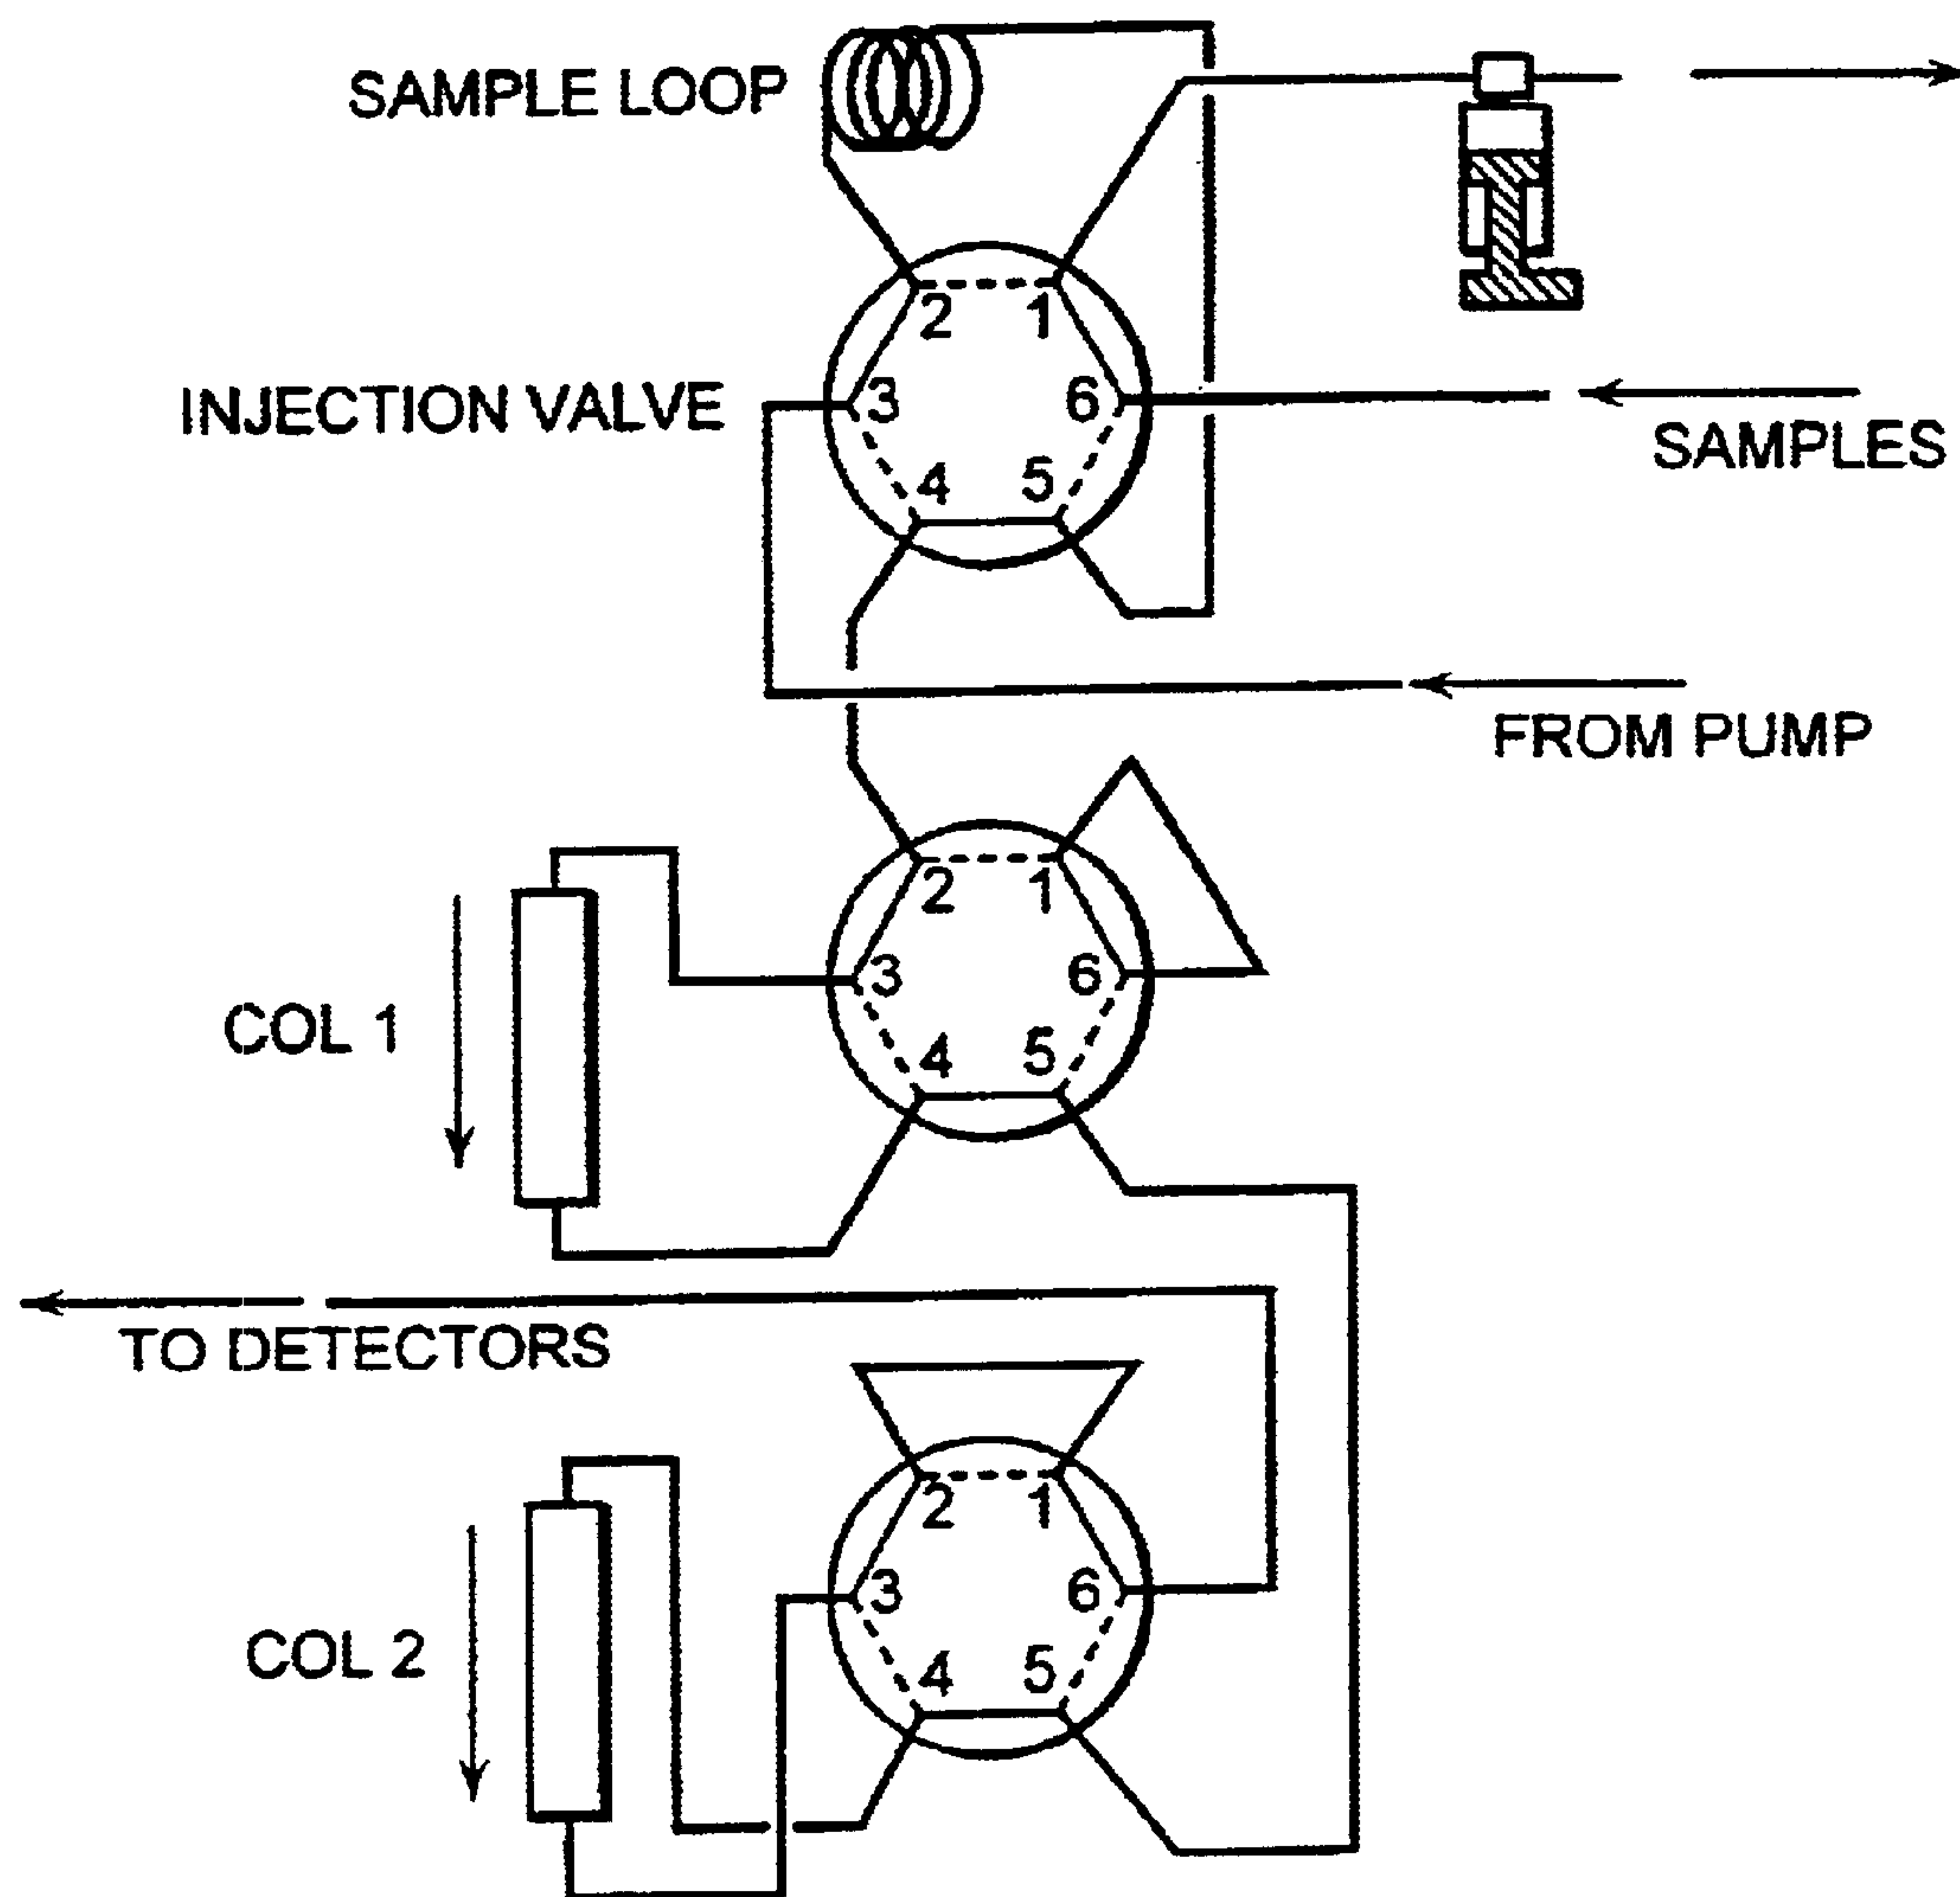 SAMPLE LOOP
2 1
INJECTION VALVE 3 6
SAMPLES
4 5
FROM PUMP
2 1
3 6
COL 1
4 5
TO DETECTORS
2 1
3 6
COL 2
4 5